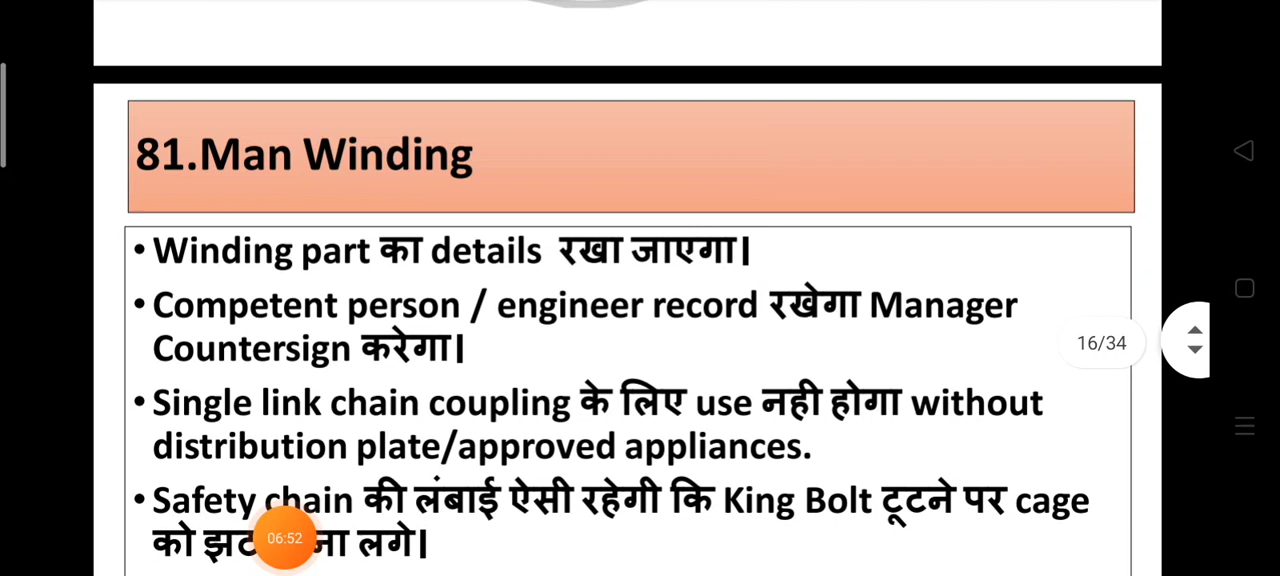 81.Man Winding
• Winding part का details रखा जाएगा।
• Competent person / engineer record रखेगा Manager
Countersign करेगा।
16/34
• Single link chain coupling के लिए use नही होगा without
distribution plate/approved appliances.
• Safety chain की लंबाई ऐसी रहेगी कि King Bolt टूटने पर cage
को ना लगे।
06:52